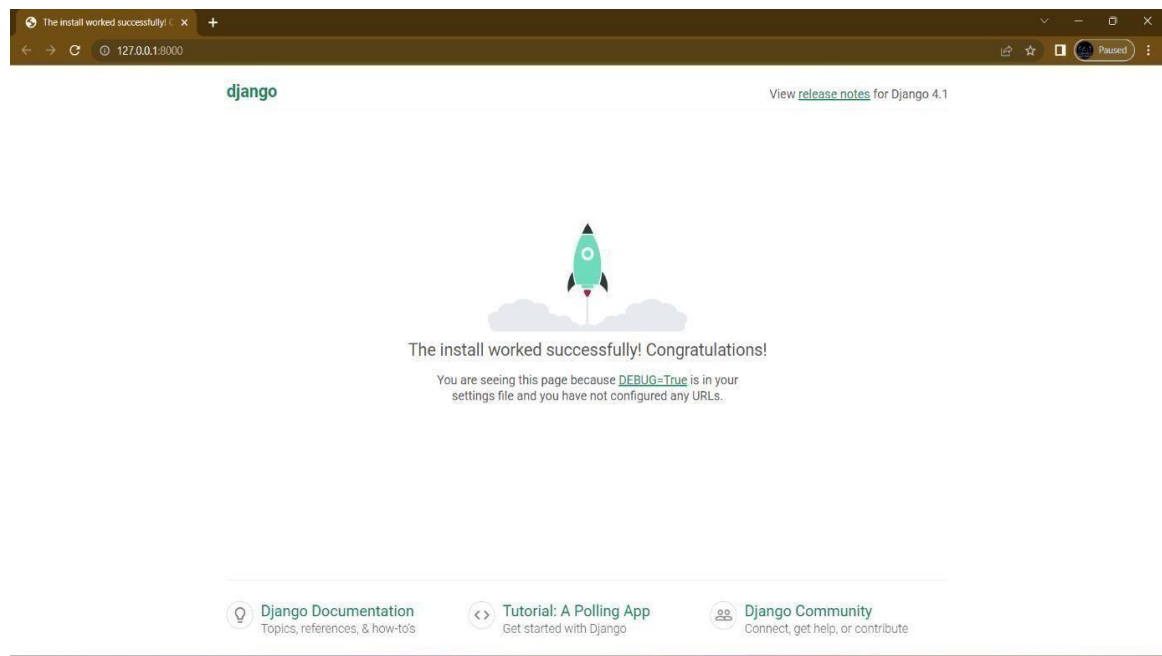 The install worked successfully! C
127.0.0.1:8000
Paused
django
View release notes for Django 4.1
The install worked successfully! Congratulations!
You are seeing this page because DEBUG=True is in your
settings file and you have not configured any URLs.
Django Documentation
Topics, references, & how-to's
Tutorial: A Polling App
Get started with Django
Django Community
Connect, get help, or contribute